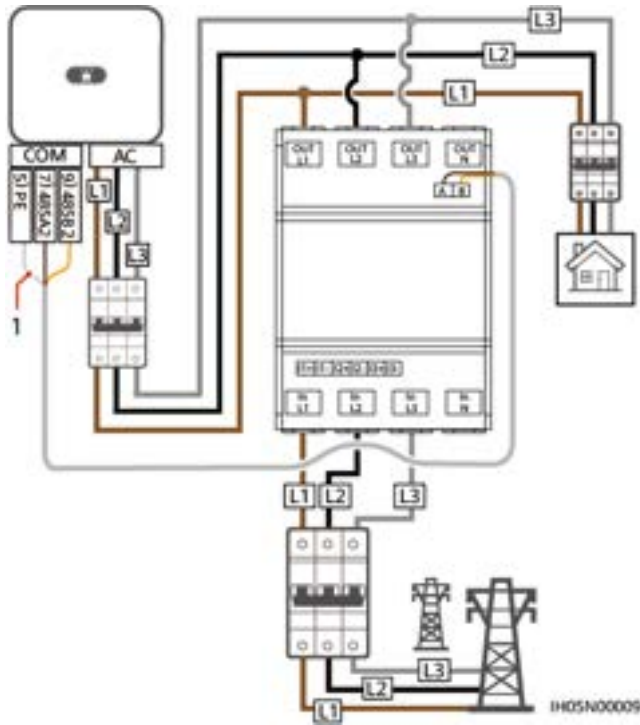 L3
L2
L1
COM
AC
5|PE
7|485A2
9|485B2
L1
L2
L3
1
OUT
L1
OUT
L2
OUT
L3
OUT
N
A
B
In
L1
In
L2
In
L3
In
N
L1
L2
L3
L3
L2
L1
IH05N00009